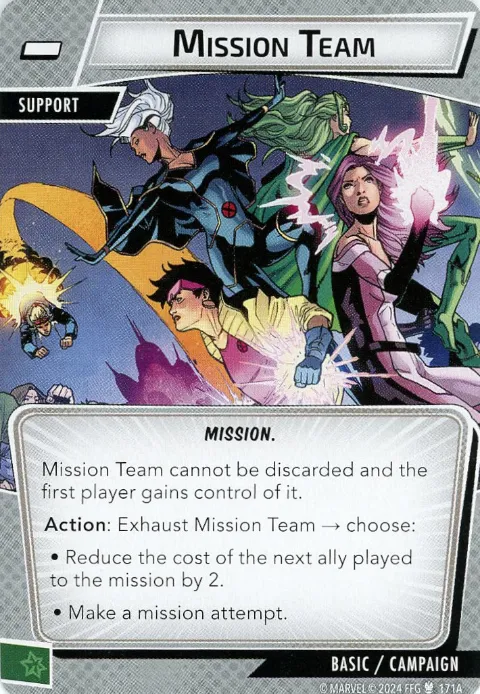 Mission Team
SUPPORT
MISSION.
Mission Team cannot be discarded and the
first player gains control of it.
Action: Exhaust Mission Team → choose:
• Reduce the cost of the next ally played
to the mission by 2.
• Make a mission attempt.
BASIC / CAMPAIGN
© MARVEL © 2024 FFG 171A